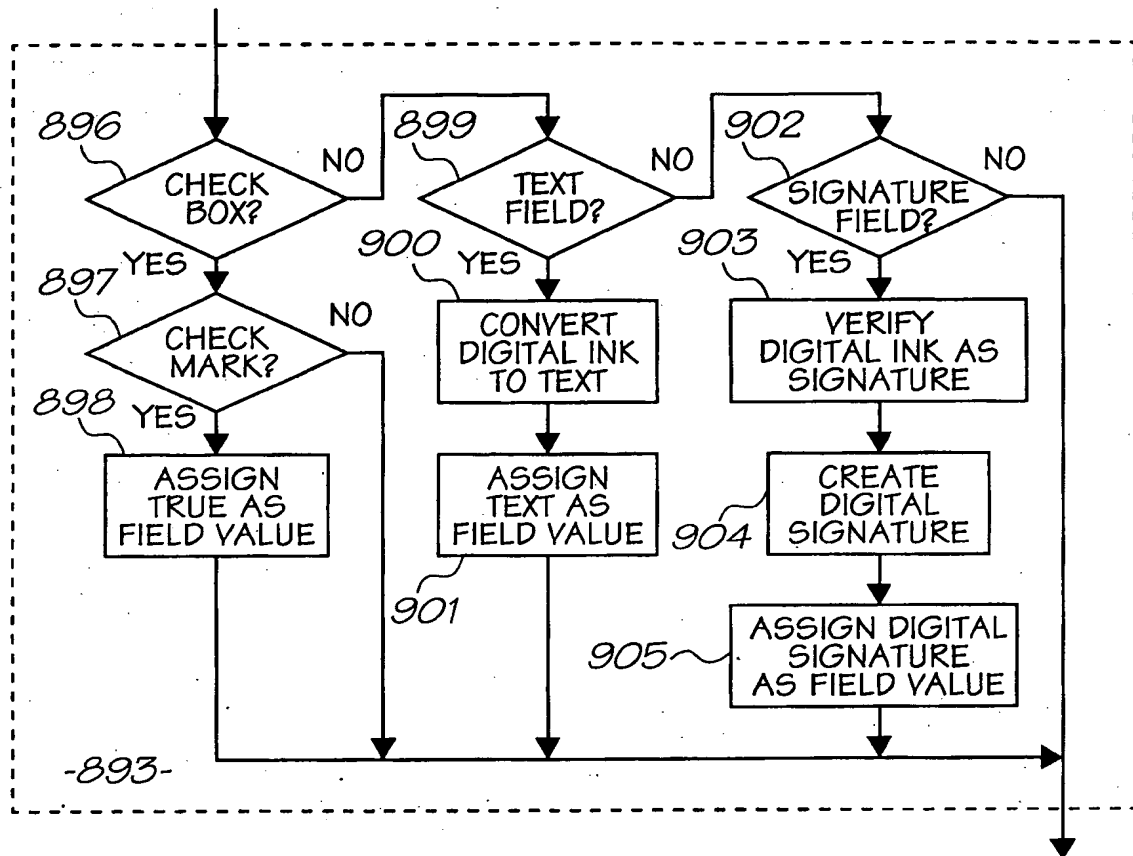 896
CHECK
BOX?
NO
YES
897
CHECK
MARK?
NO
YES
898
ASSIGN
TRUE AS
FIELD VALUE
899
TEXT
FIELD?
NO
YES
900
CONVERT
DIGITAL INK
TO TEXT
ASSIGN
TEXT AS
FIELD VALUE
901
902
SIGNATURE
FIELD?
NO
YES
903
VERIFY
DIGITAL INK AS
SIGNATURE
CREATE
DIGITAL
SIGNATURE
904
ASSIGN DIGITAL
SIGNATURE
AS FIELD VALUE
905
-893-